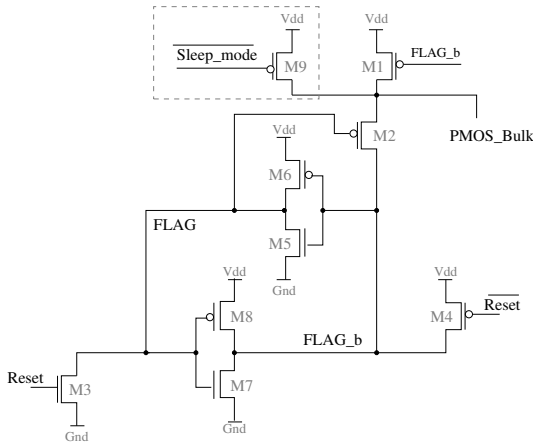 Vdd
Vdd
Sleep_mode
M9
M1
FLAG_b
M2
PMOS_Bulk
Vdd
M6
FLAG
M5
Gnd
Vdd
Vdd
M8
M4
Reset
FLAG_b
Reset
M3
M7
Gnd
Gnd